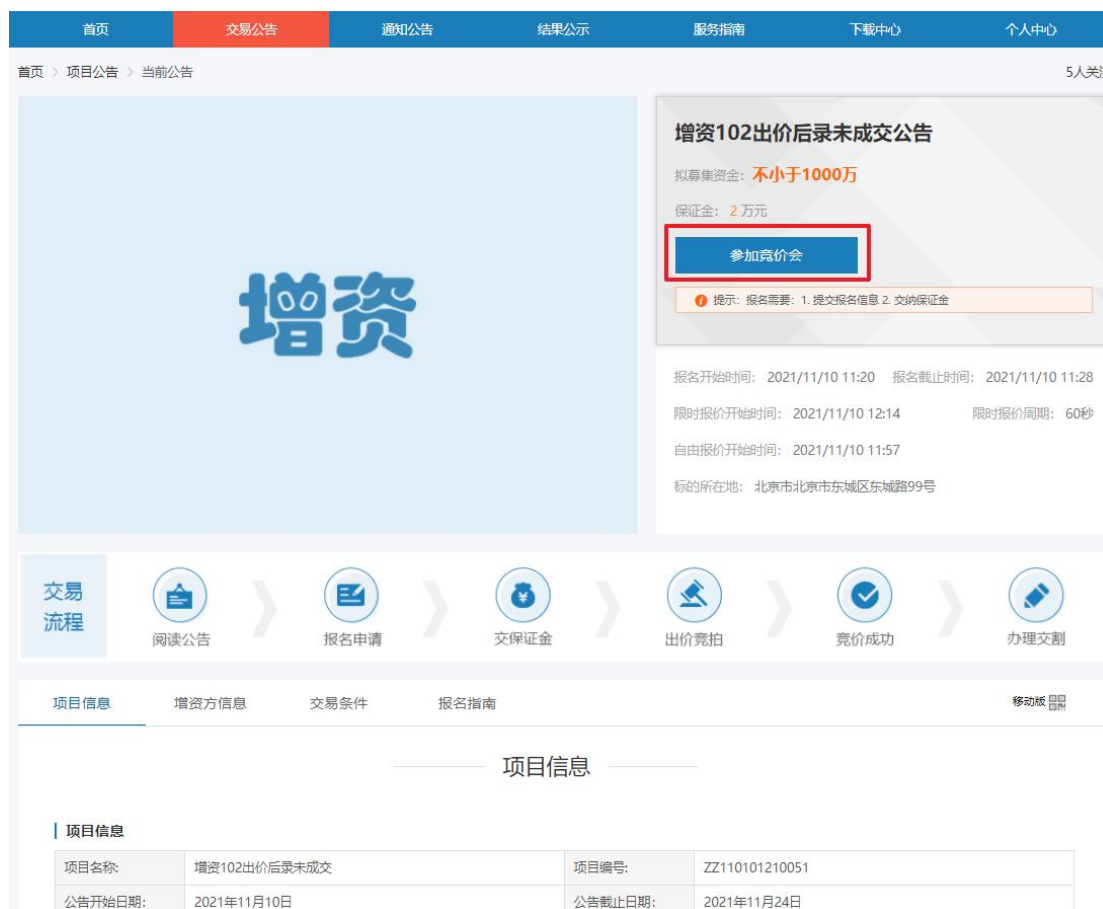 首页 交易公告 通知公告 结果公示 服务指南 下载中心 个人中心
首页 > 项目公告 > 当前公告 5人关注
增资
增资102出价后录未成交公告
拟募集资金：不小于1000万
保证金：2万元
参加竞价会
提示：报名需要：1. 提交报名信息 2. 交纳保证金
报名开始时间：2021/11/10 11:20 报名截止时间：2021/11/10 11:28
限时报价开始时间：2021/11/10 12:14 限时报价周期：60秒
自由报价开始时间：2021/11/10 11:57
标的所在地：北京市北京市东城区东城路99号
交易
流程
阅读公告 报名申请 交保证金 出价竞拍 竞价成功 办理交割
项目信息 增资方信息 交易条件 报名指南 移动版
项目信息
项目信息
项目名称: 增资102出价后录未成交 项目编号: ZZ110101210051
公告开始日期: 2021年11月10日 公告截止日期: 2021年11月24日